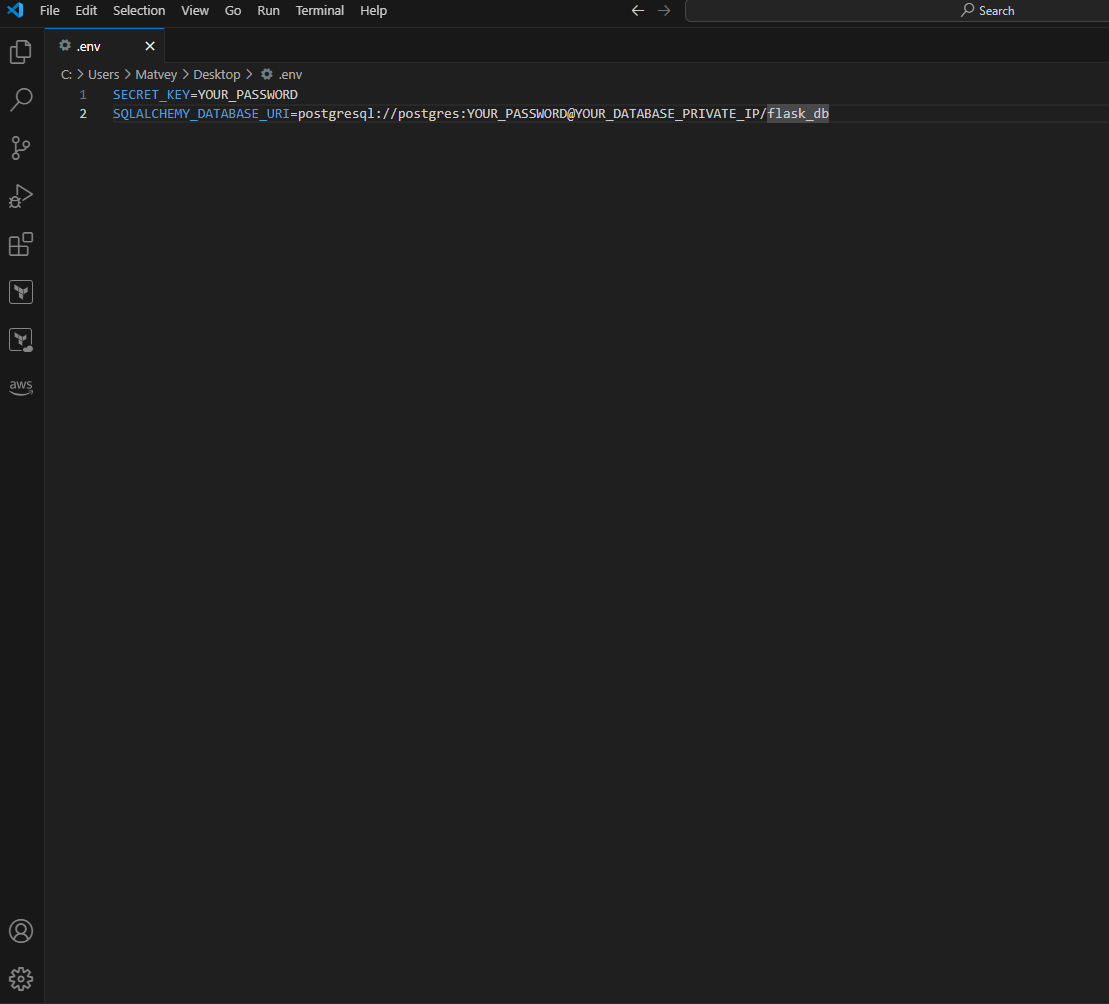 File Edit Selection View Go Run Terminal Help Search
.env
C: Users Matvey Desktop .env
1 SECRET_KEY=YOUR_PASSWORD
2 SQLALCHEMY_DATABASE_URI=postgresql://postgres:YOUR_PASSWORD@YOUR_DATABASE_PRIVATE_IP/flask_db
aws